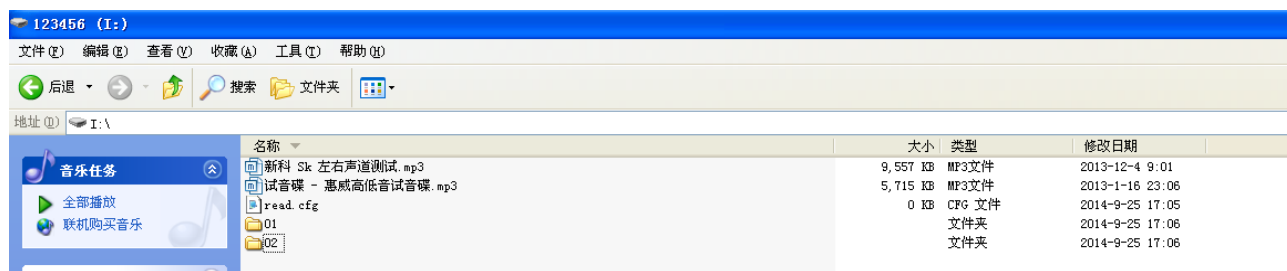 123456 (I:)
文件(F) 编辑(E) 查看(V) 收藏(A) 工具(T) 帮助(H)
后退 搜索 文件夹
地址(D) I:\
名称 大小 类型 修改日期
音乐任务
全部播放
联机购买音乐
新科 Sk 左右声道测试.mp3 9,557 KB MP3文件 2013-12-4 9:01
试音碟 - 惠威高低音试音碟.mp3 5,715 KB MP3文件 2013-1-16 23:06
read.cfg 0 KB CFG 文件 2014-9-25 17:05
01 文件夹 2014-9-25 17:06
02 文件夹 2014-9-25 17:06